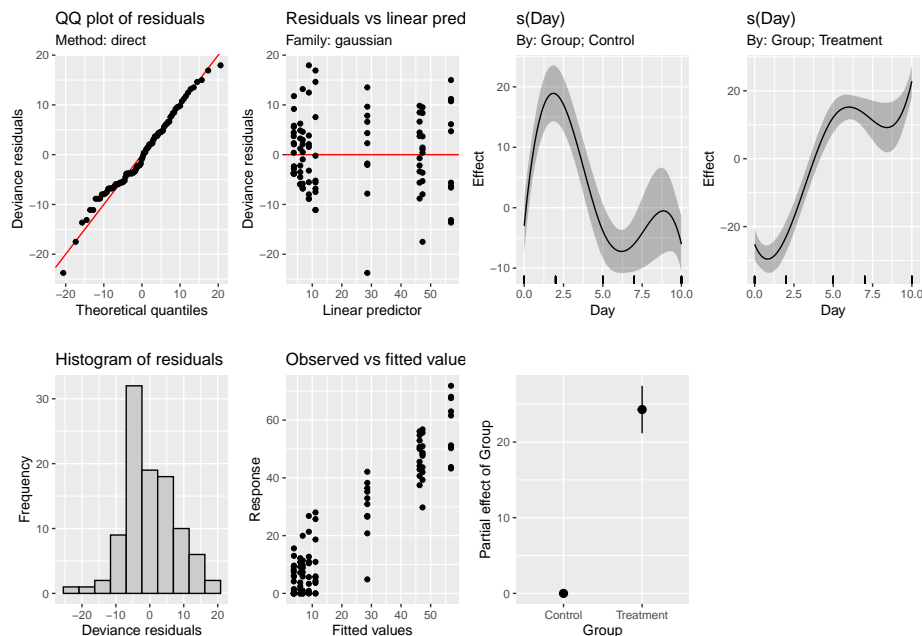 QQ plot of residuals
Method: direct
20
10
0
−10
−20
Deviance residuals
−20 −10 0 10 20
Theoretical quantiles
Residuals vs linear pred
Family: gaussian
20
10
0
−10
−20
Deviance residuals
10 20 30 40 50
Linear predictor
s(Day)
By: Group; Control
20
10
0
−10
Effect
0.0 2.5 5.0 7.5 10.0
Day
s(Day)
By: Group; Treatment
20
0
−20
Effect
0.0 2.5 5.0 7.5 10.0
Day
Histogram of residuals
30
20
10
0
Frequency
−20 −10 0 10 20
Deviance residuals
Observed vs fitted value
60
40
20
0
Response
10 20 30 40 50
Fitted values
20
10
0
Partial effect of Group
Control Treatment
Group